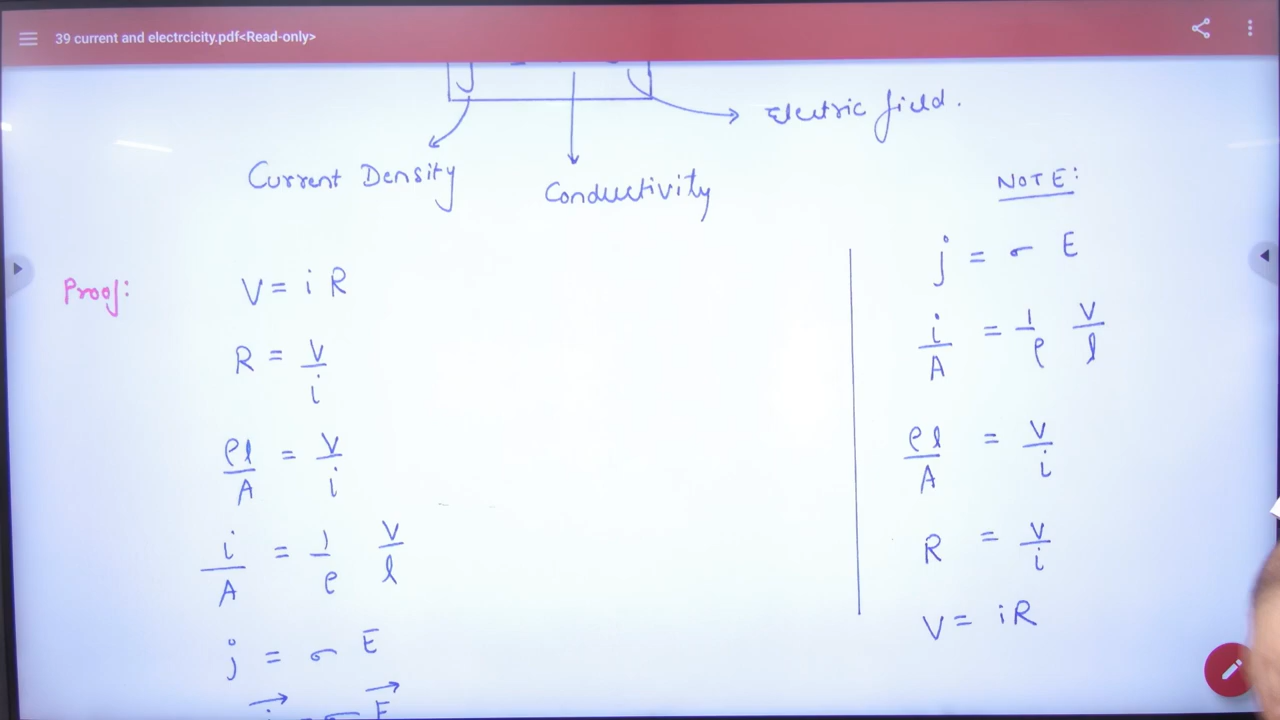 39 current and electrcicity.pdf<Read-only>
j =
Electric field.
Current Density
Conductivity
Proof:
V = i R
R = V/i
ρl/A = V/i
i/A = 1/ρ V/l
j = σ E
NOTE:
j = σ E
i/A = 1/ρ V/l
ρl/A = V/i
R = V/i
V = iR